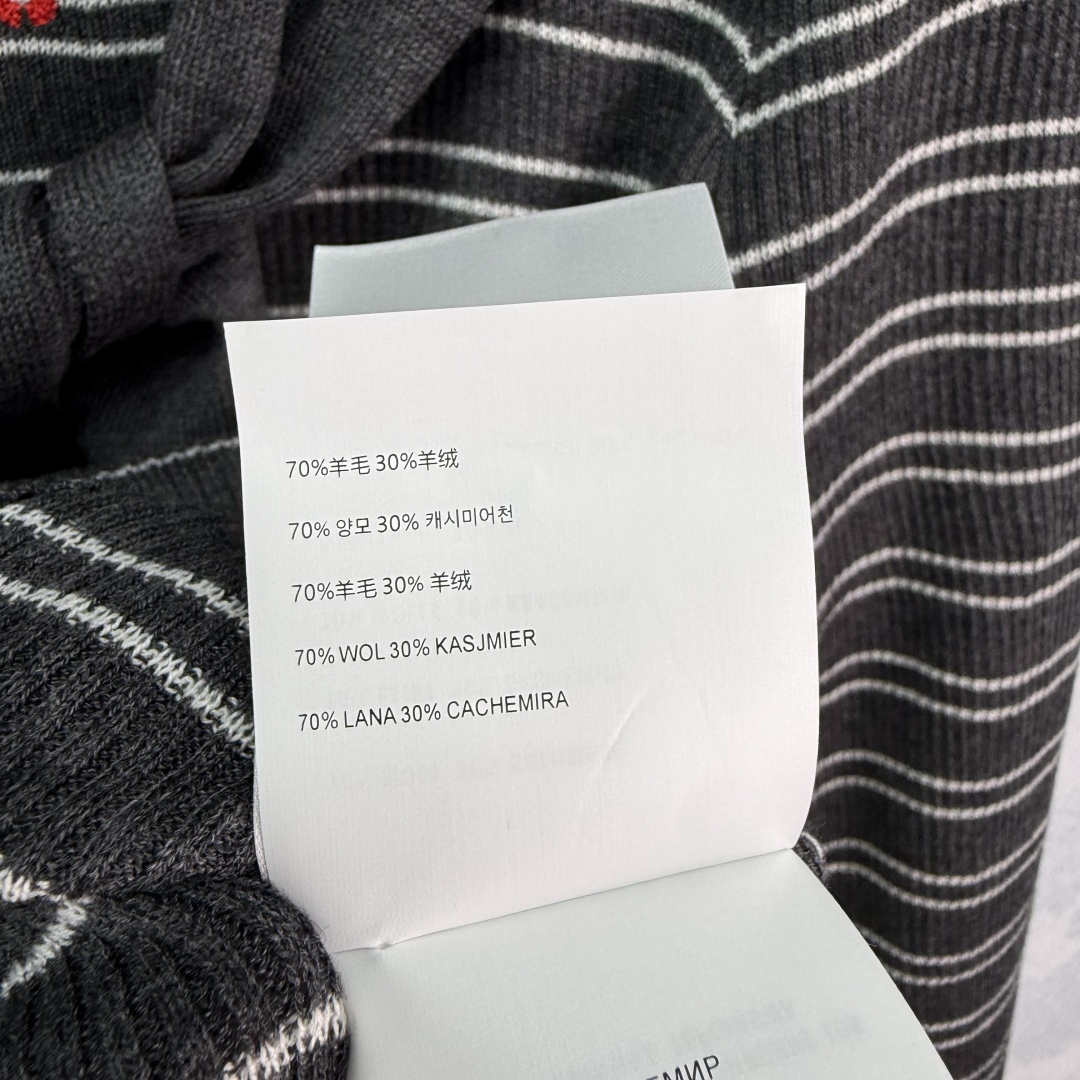 70%羊毛 30%羊绒
70% 양모 30% 캐시미어천
70%羊毛 30% 羊绒
70% WOL 30% KASJMIER
70% LANA 30% CACHEMIRA